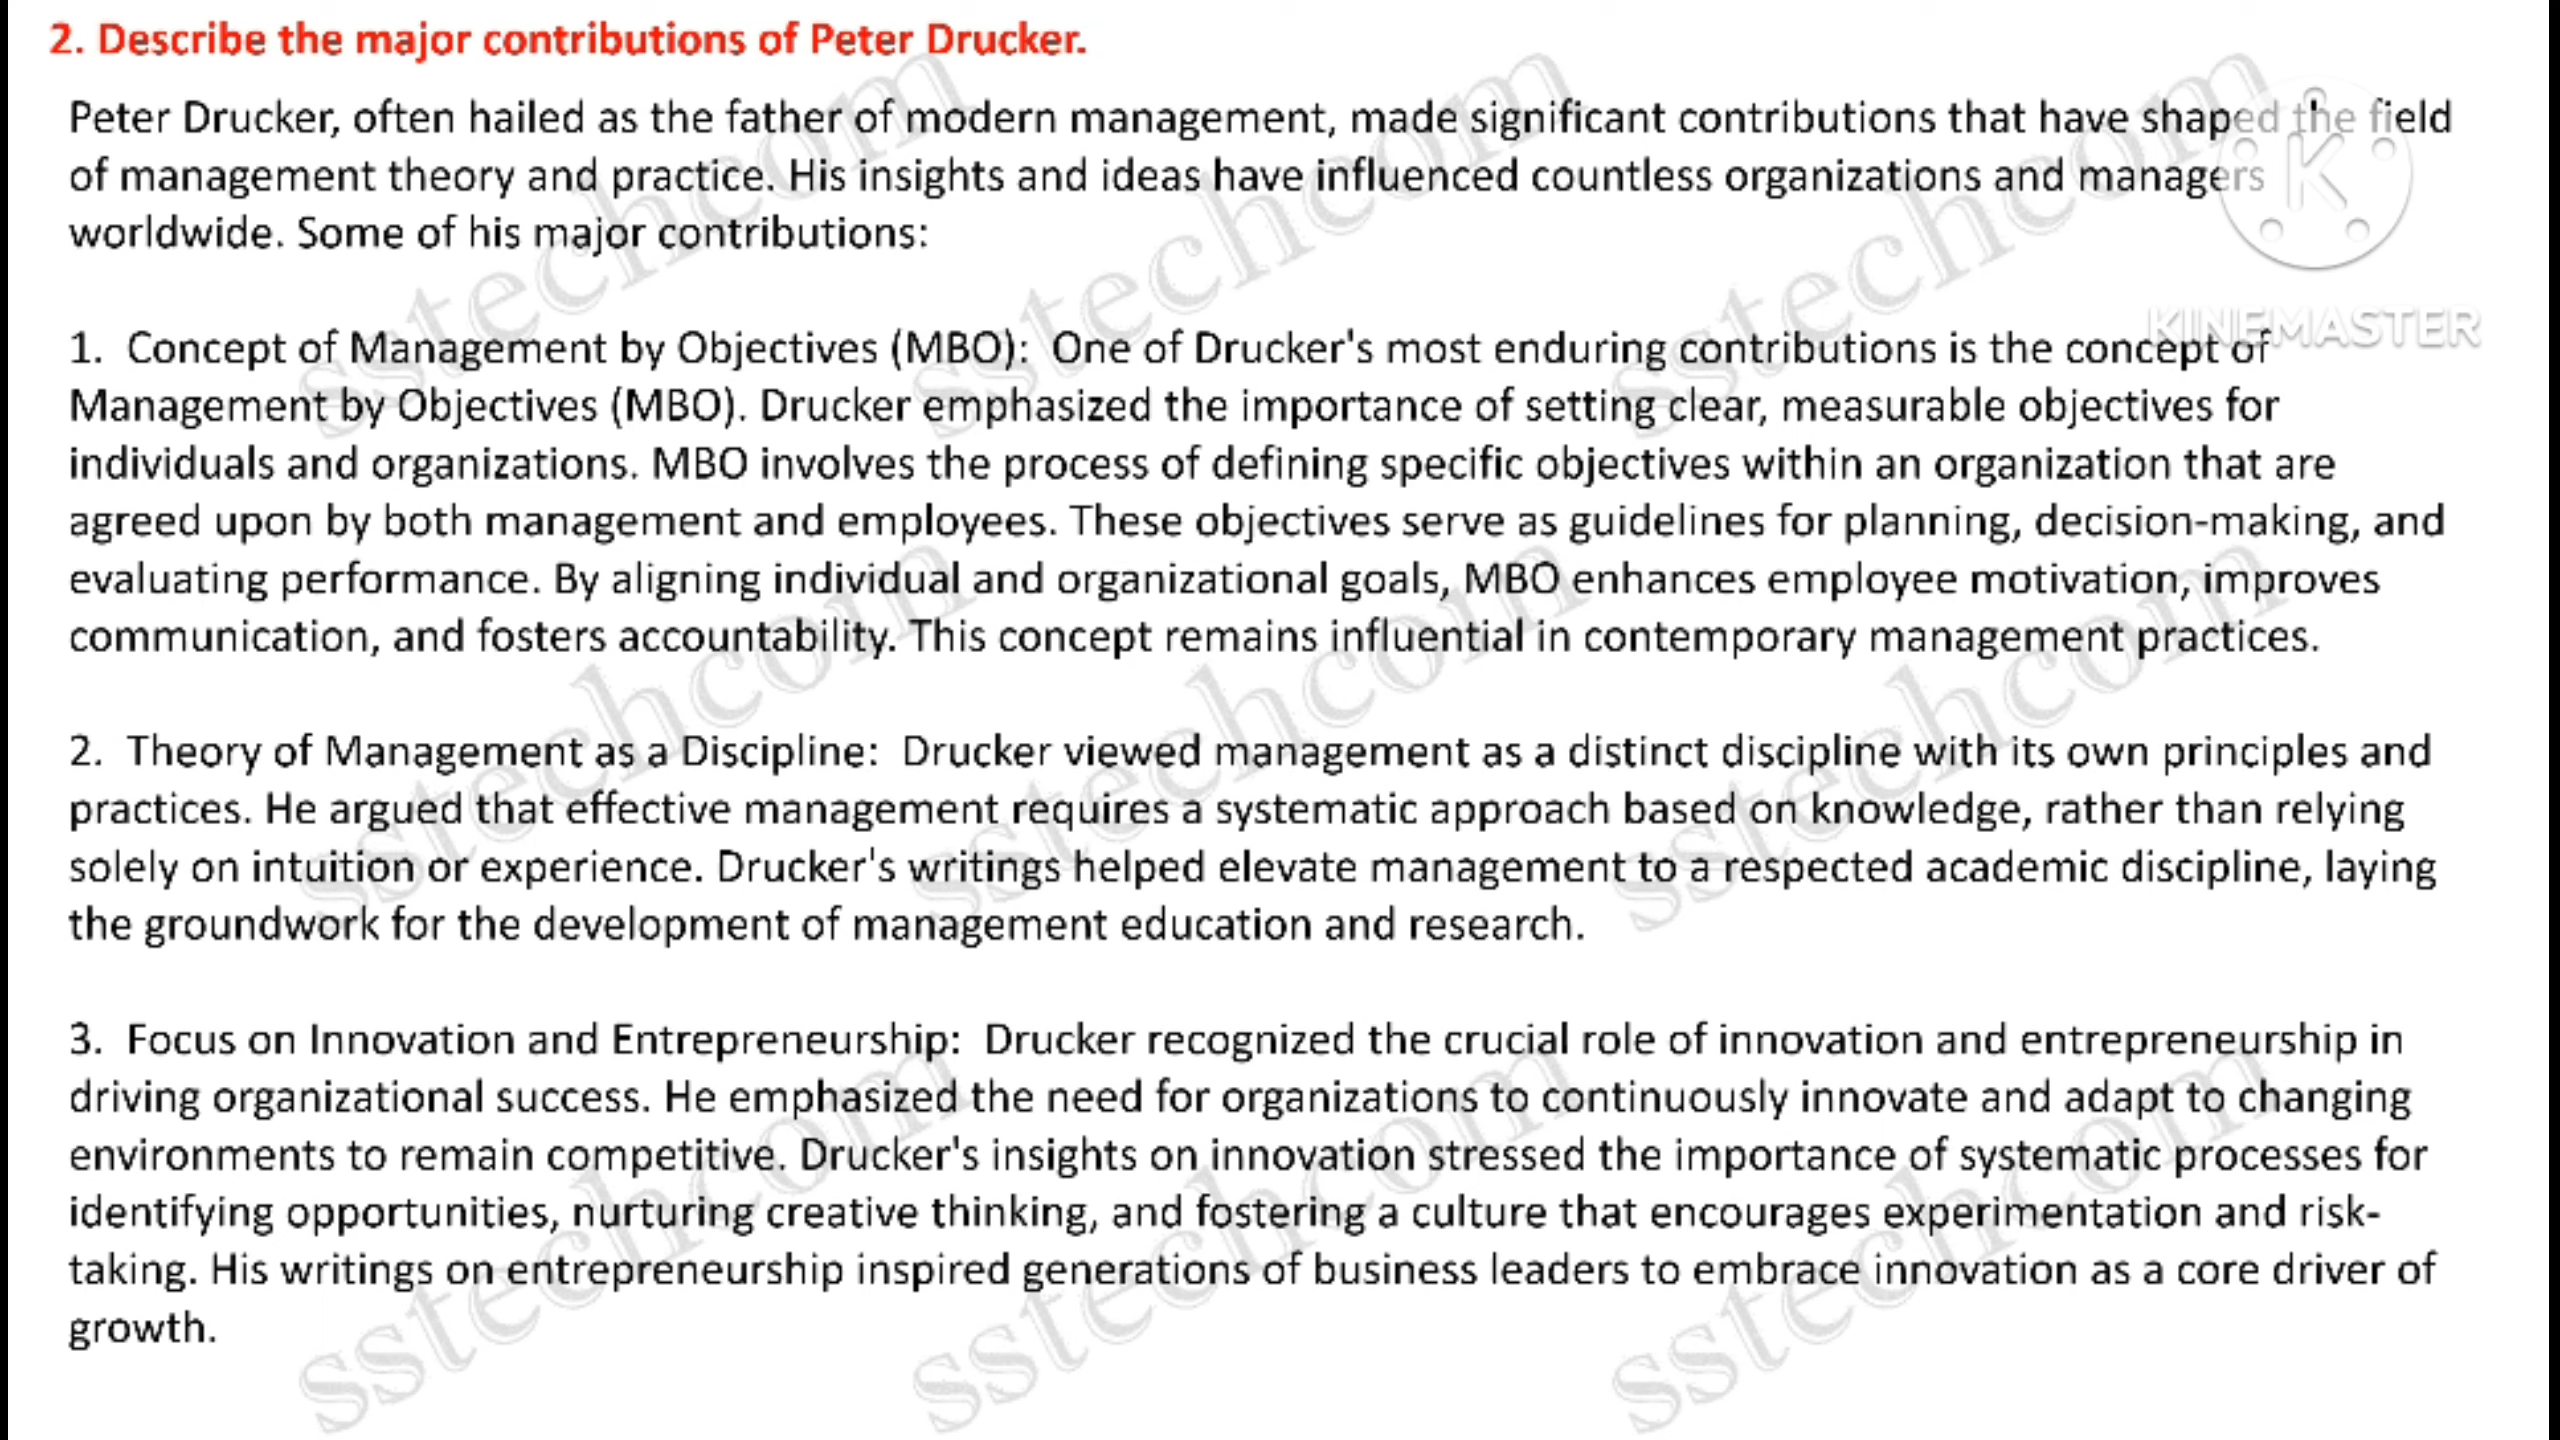 2. Describe the major contributions of Peter Drucker.
Peter Drucker, often hailed as the father of modern management, made significant contributions that have shaped the field
of management theory and practice. His insights and ideas have influenced countless organizations and managers
worldwide. Some of his major contributions:
KINEMASTER
1. Concept of Management by Objectives (MBO): One of Drucker's most enduring contributions is the concept of
Management by Objectives (MBO). Drucker emphasized the importance of setting clear, measurable objectives for
individuals and organizations. MBO involves the process of defining specific objectives within an organization that are
agreed upon by both management and employees. These objectives serve as guidelines for planning, decision-making, and
evaluating performance. By aligning individual and organizational goals, MBO enhances employee motivation, improves
communication, and fosters accountability. This concept remains influential in contemporary management practices.
2. Theory of Management as a Discipline: Drucker viewed management as a distinct discipline with its own principles and
practices. He argued that effective management requires a systematic approach based on knowledge, rather than relying
solely on intuition or experience. Drucker's writings helped elevate management to a respected academic discipline, laying
the groundwork for the development of management education and research.
3. Focus on Innovation and Entrepreneurship: Drucker recognized the crucial role of innovation and entrepreneurship in
driving organizational success. He emphasized the need for organizations to continuously innovate and adapt to changing
environments to remain competitive. Drucker's insights on innovation stressed the importance of systematic processes for
identifying opportunities, nurturing creative thinking, and fostering a culture that encourages experimentation and risk-
taking. His writings on entrepreneurship inspired generations of business leaders to embrace innovation as a core driver of
growth.
sstechcom
sstechcom
sstechcom
sstechcom
sstechcom
sstechcom
sstechcom
sstechcom
sstechcom